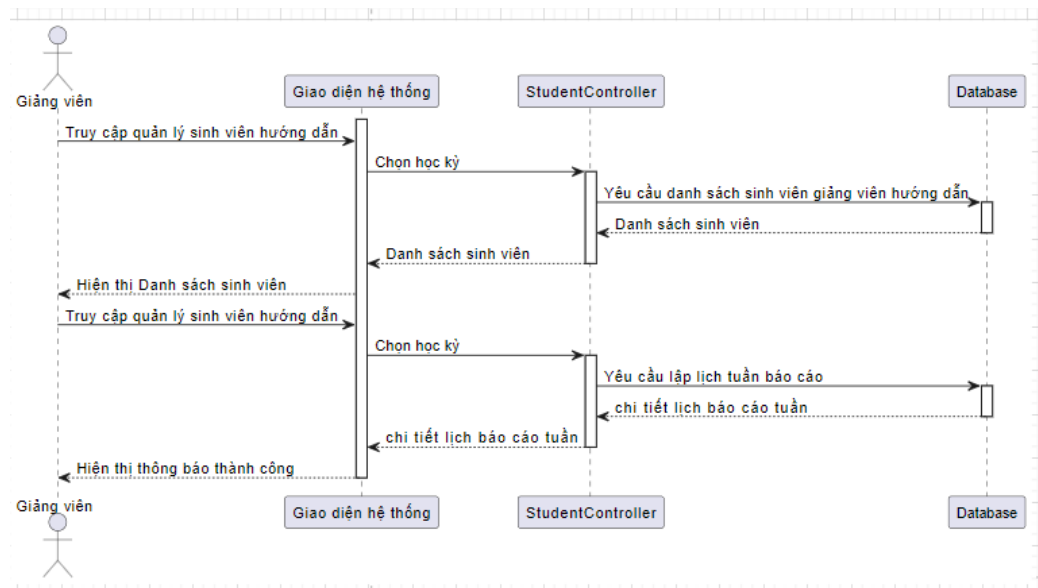 Giảng viên
Giao diện hệ thống
StudentController
Database
Truy cập quản lý sinh viên hướng dẫn
Chọn học kỳ
Yêu cầu danh sách sinh viên giảng viên hướng dẫn
Danh sách sinh viên
Danh sách sinh viên
Hiện thị Danh sách sinh viên
Truy cập quản lý sinh viên hướng dẫn
Chọn học kỳ
Yêu cầu lập lịch tuần báo cáo
chi tiết lịch báo cáo tuần
chi tiết lịch báo cáo tuần
Hiện thị thông báo thành công
Giảng viên
Giao diện hệ thống
StudentController
Database